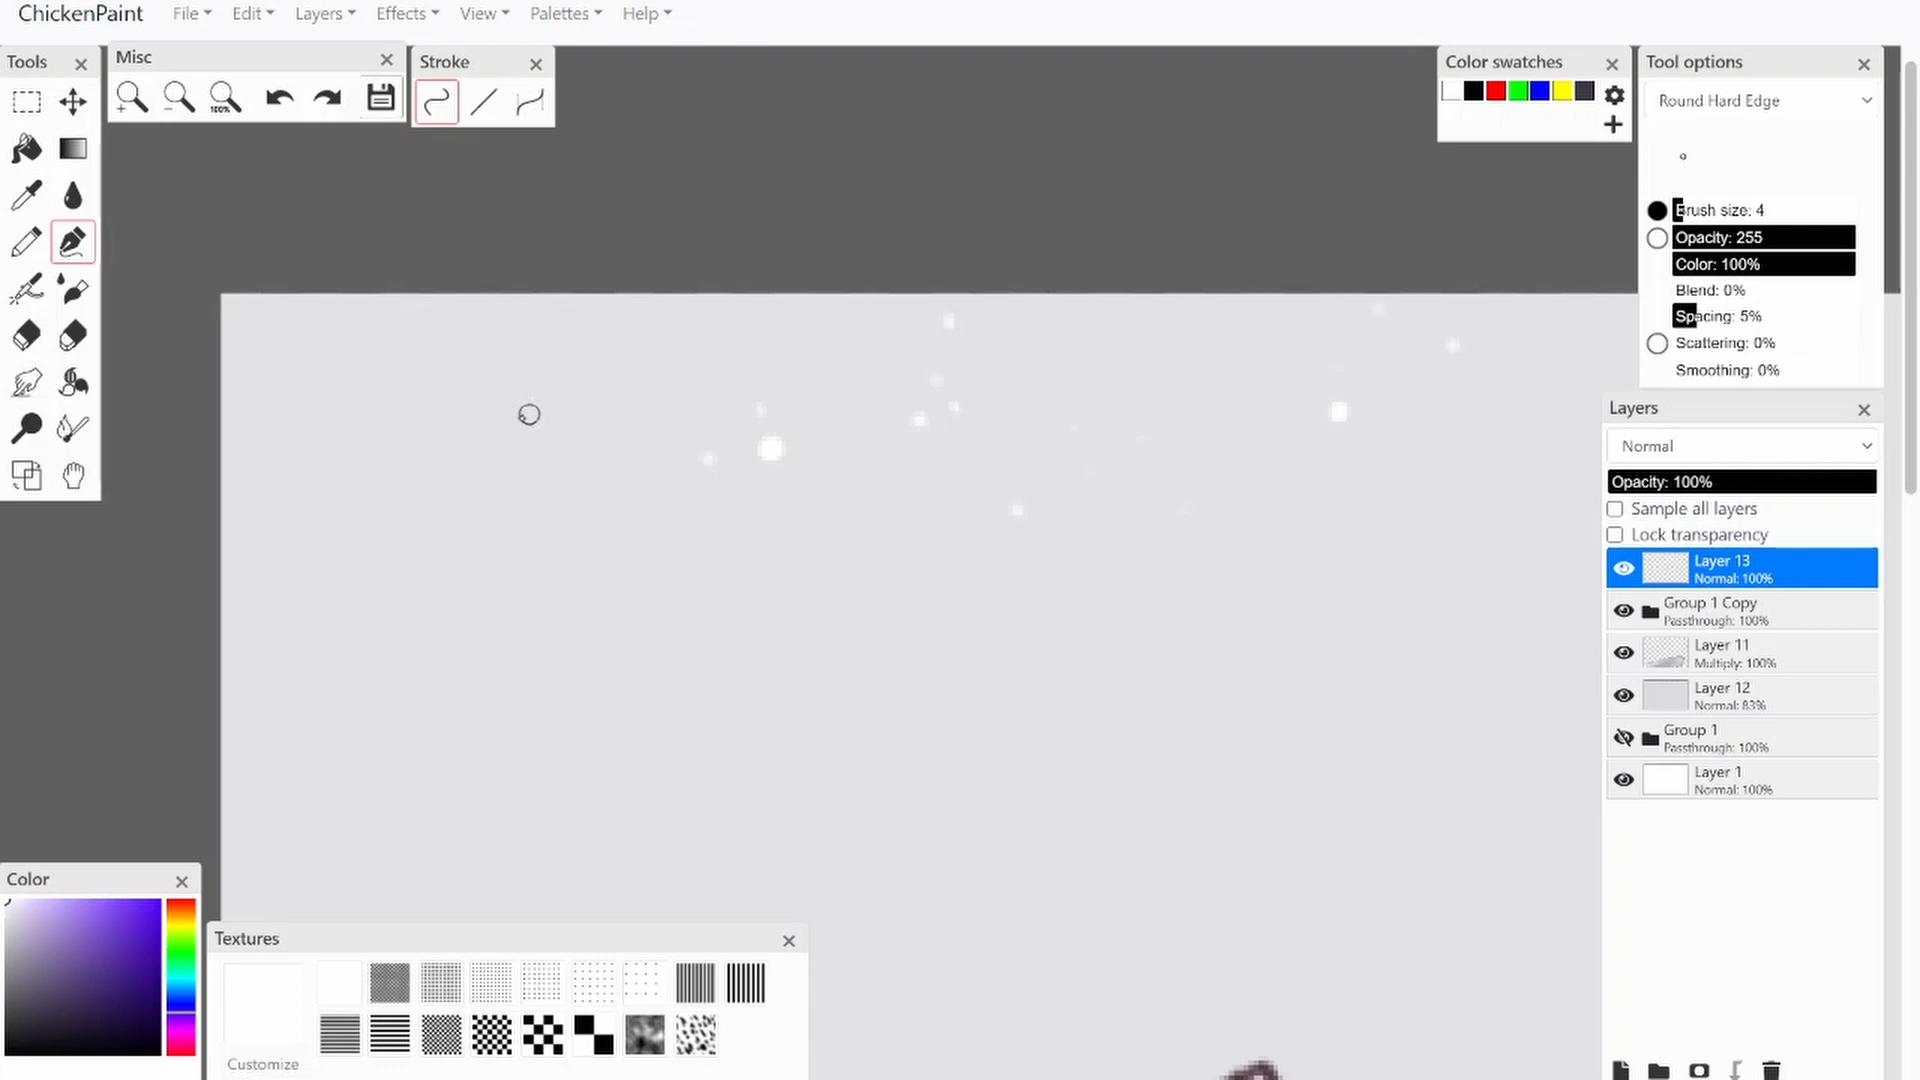 ChickenPaint File Edit Layers Effects View Palettes Help
Tools
Misc
100%
Stroke
Color swatches
Tool options
Round Hard Edge
Brush size: 4
Opacity: 255
Color: 100%
Blend: 0%
Spacing: 5%
Scattering: 0%
Smoothing: 0%
Layers
Normal
Opacity: 100%
Sample all layers
Lock transparency
Layer 13
Normal: 100%
Group 1 Copy
Passthrough: 100%
Layer 11
Multiply: 100%
Layer 12
Normal: 83%
Group 1
Passthrough: 100%
Layer 1
Normal: 100%
Color
Textures
Customize